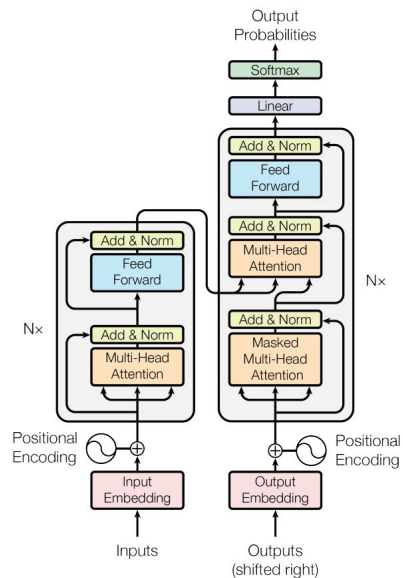 Output
Probabilities
Softmax
Linear
Add & Norm
Feed
Forward
Add & Norm
Multi-Head
Attention
Add & Norm
Masked
Multi-Head
Attention
N×
Add & Norm
Feed
Forward
Add & Norm
Multi-Head
Attention
N×
Positional
Encoding
Input
Embedding
Inputs
Positional
Encoding
Output
Embedding
Outputs
(shifted right)